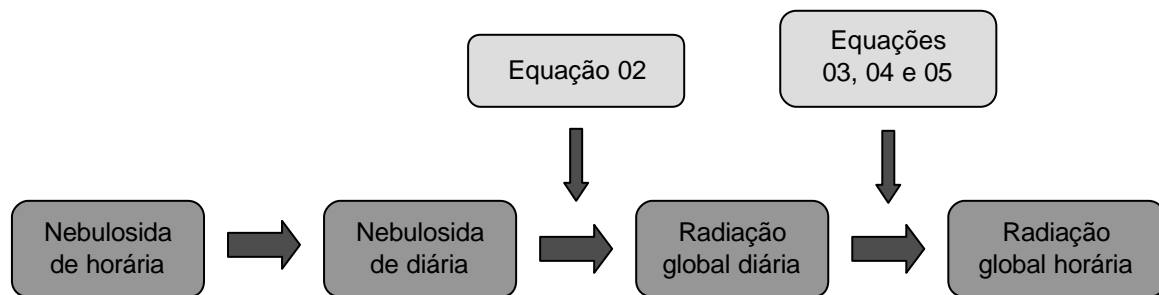 Equação 02
Equações
03, 04 e 05
Nebulosida
de horária
Nebulosida
de diária
Radiação
global diária
Radiação
global horária